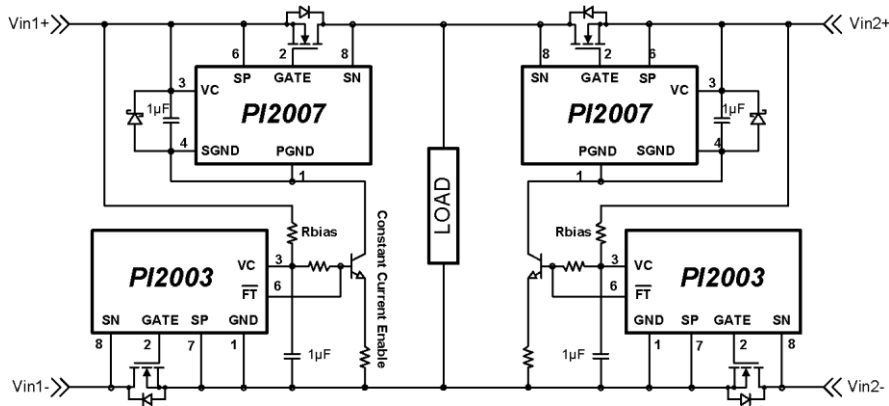 Vin1+
Vin2+
6
2
8
8
2
6
SP
GATE
SN
SN
GATE
SP
3
VC
VC
3
1µF
1µF
PI2007
PI2007
4
SGND
PGND
PGND
SGND
4
1
1
LOAD
Constant Current Enable
Rbias
Rbias
3
VC
VC
3
PI2003
PI2003
6
FT
FT
6
SN
GATE
SP
GND
GND
SP
GATE
SN
8
2
7
1
1
7
2
8
1µF
1µF
Vin1-
Vin2-